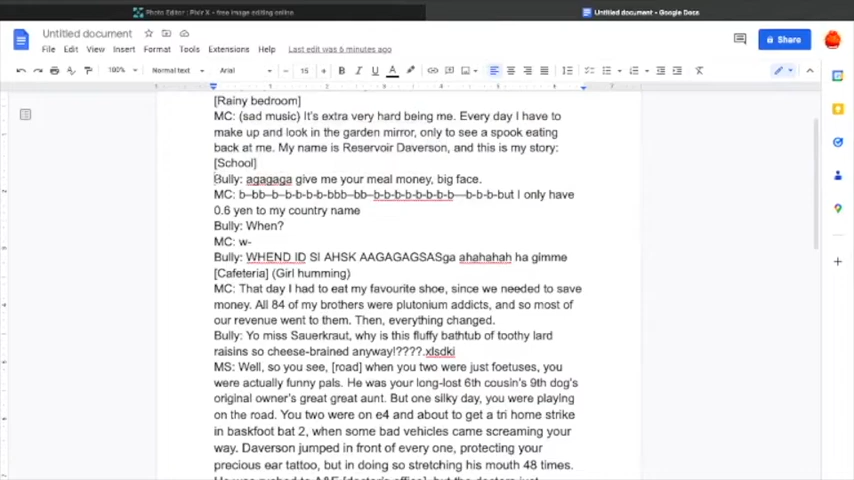 Photo Editor : Pixlr X - free image editing online
Untitled document - Google Docs
Untitled document
File Edit View Insert Format Tools Extensions Help Last edit was 6 minutes ago
Share
100% Normal text Arial 15
[Rainy bedroom]
MC: (sad music) It's extra very hard being me. Every day I have to
make up and look in the garden mirror, only to see a spook eating
back at me. My name is Reservoir Daverson, and this is my story:
[School]
Bully: agagaga give me your meal money, big face.
MC: b--bb--b-b-b-b-b-bbb--bb--b-b-b-b-b-b-b-b---b-b-b-but I only have
0.6 yen to my country name
Bully: When?
MC: w-
Bully: WHEND ID SI AHSK AAGAGAGSASga ahahahah ha gimme
[Cafeteria] (Girl humming)
MC: That day I had to eat my favourite shoe, since we needed to save
money. All 84 of my brothers were plutonium addicts, and so most of
our revenue went to them. Then, everything changed.
Bully: Yo miss Sauerkraut, why is this fluffy bathtub of toothy lard
raisins so cheese-brained anyway!????.xlsdki
MS: Well, so you see, [road] when you two were just foetuses, you
were actually funny pals. He was your long-lost 6th cousin's 9th dog's
original owner's great great aunt. But one silky day, you were playing
on the road. You two were on e4 and about to get a tri home strike
in baskfoot bat 2, when some bad vehicles came screaming your
way. Daverson jumped in front of every one, protecting your
precious ear tattoo, but in doing so stretching his mouth 48 times.
He was rushed to A&E [doctor's office], but the doctors just